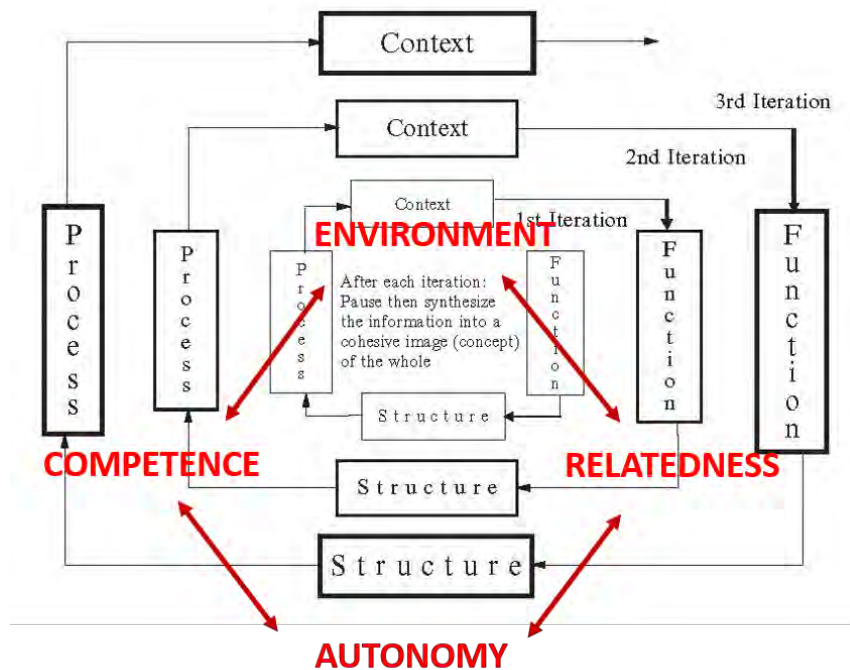 Context
Context
3rd Iteration
2nd Iteration
Context
1st Iteration
ENVIRONMENT
Process
Process
Process
After each iteration:
Pause then synthesize
the information into a
cohesive image (concept)
of the whole
Function
Function
Function
Structure
COMPETENCE
RELATEDNESS
Structure
Structure
AUTONOMY